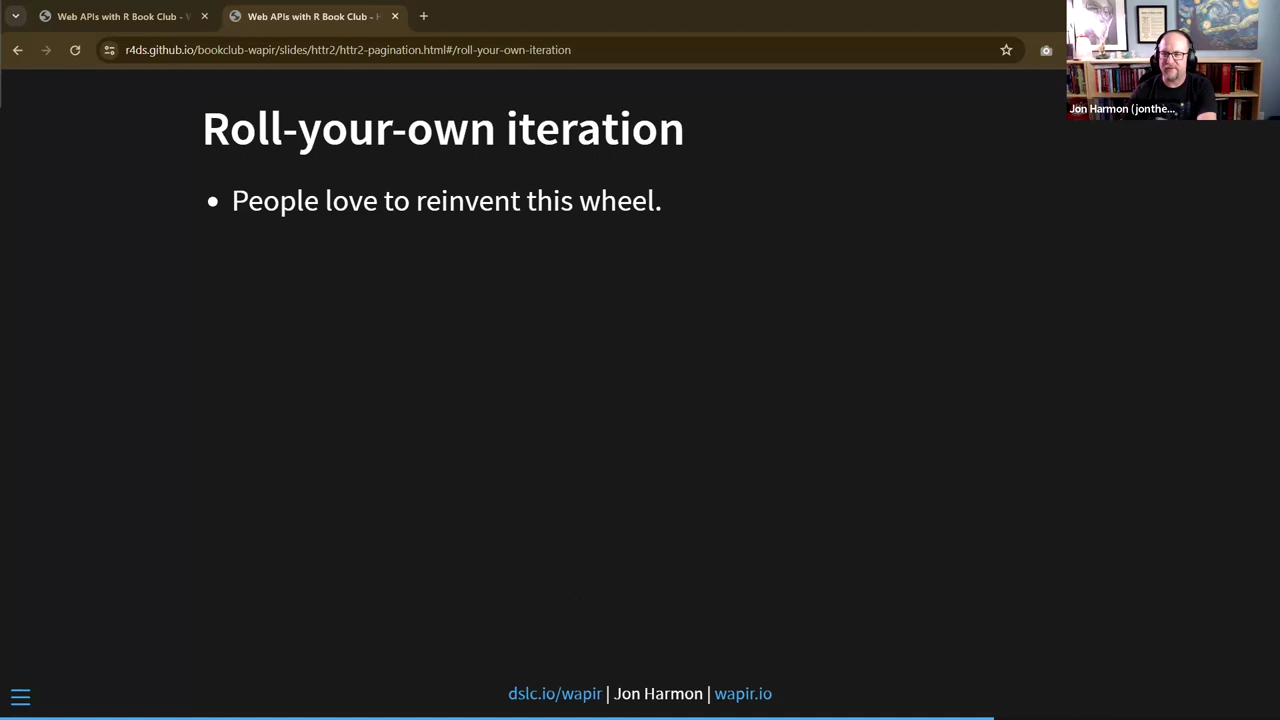 Web APIs with R Book Club - W
Web APIs with R Book Club - H
r4ds.github.io/bookclub-wapir/slides/httr2/httr2-pagination.html#/roll-your-own-iteration
Jon Harmon (jonthe...
Roll-your-own iteration
• People love to reinvent this wheel.
dslc.io/wapir | Jon Harmon | wapir.io